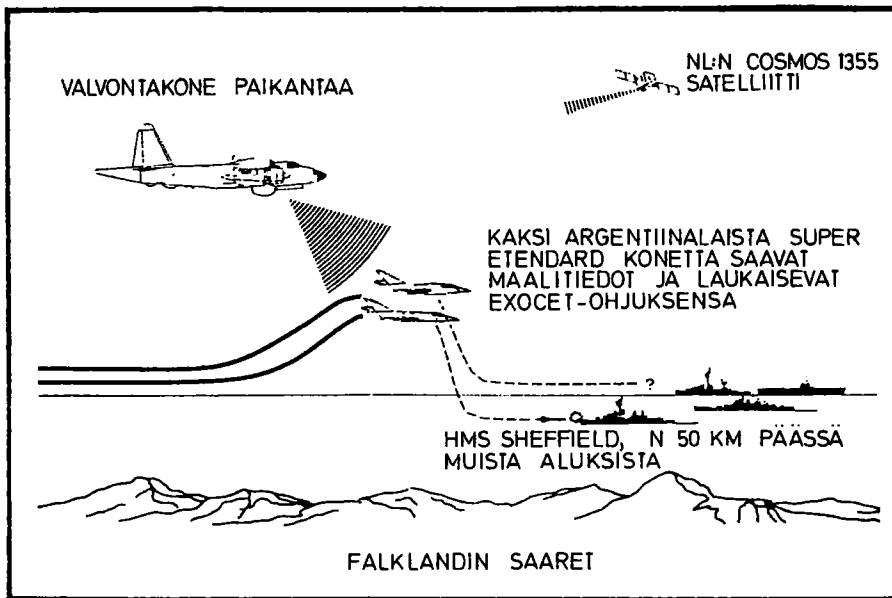 VALVONTAKONE PAIKANTAA
NL:N COSMOS 1355
SATELLIITTI
KAKSI ARGENTIINALAISTA SUPER
ETENDARD KONETTA SAAVAT
MAALITIEDOT JA LAUKAISEVAT
EXOCET-OHJUKSENSA
?
HMS SHEFFIELD, N 50 KM PÄÄSSÄ
MUISTA ALUKSISTA
FALKLANDIN SAARET